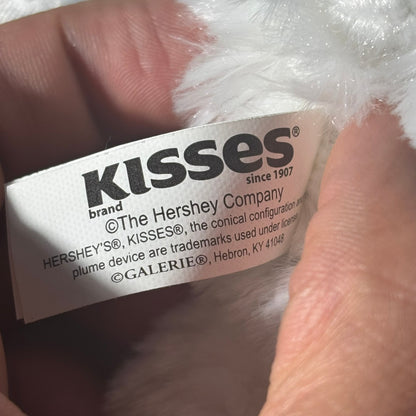 KISSES®
brand since 1907
©The Hershey Company
HERSHEY'S®, KISSES®, the conical configuration and
plume device are trademarks used under license
©GALERIE®, Hebron, KY 41048